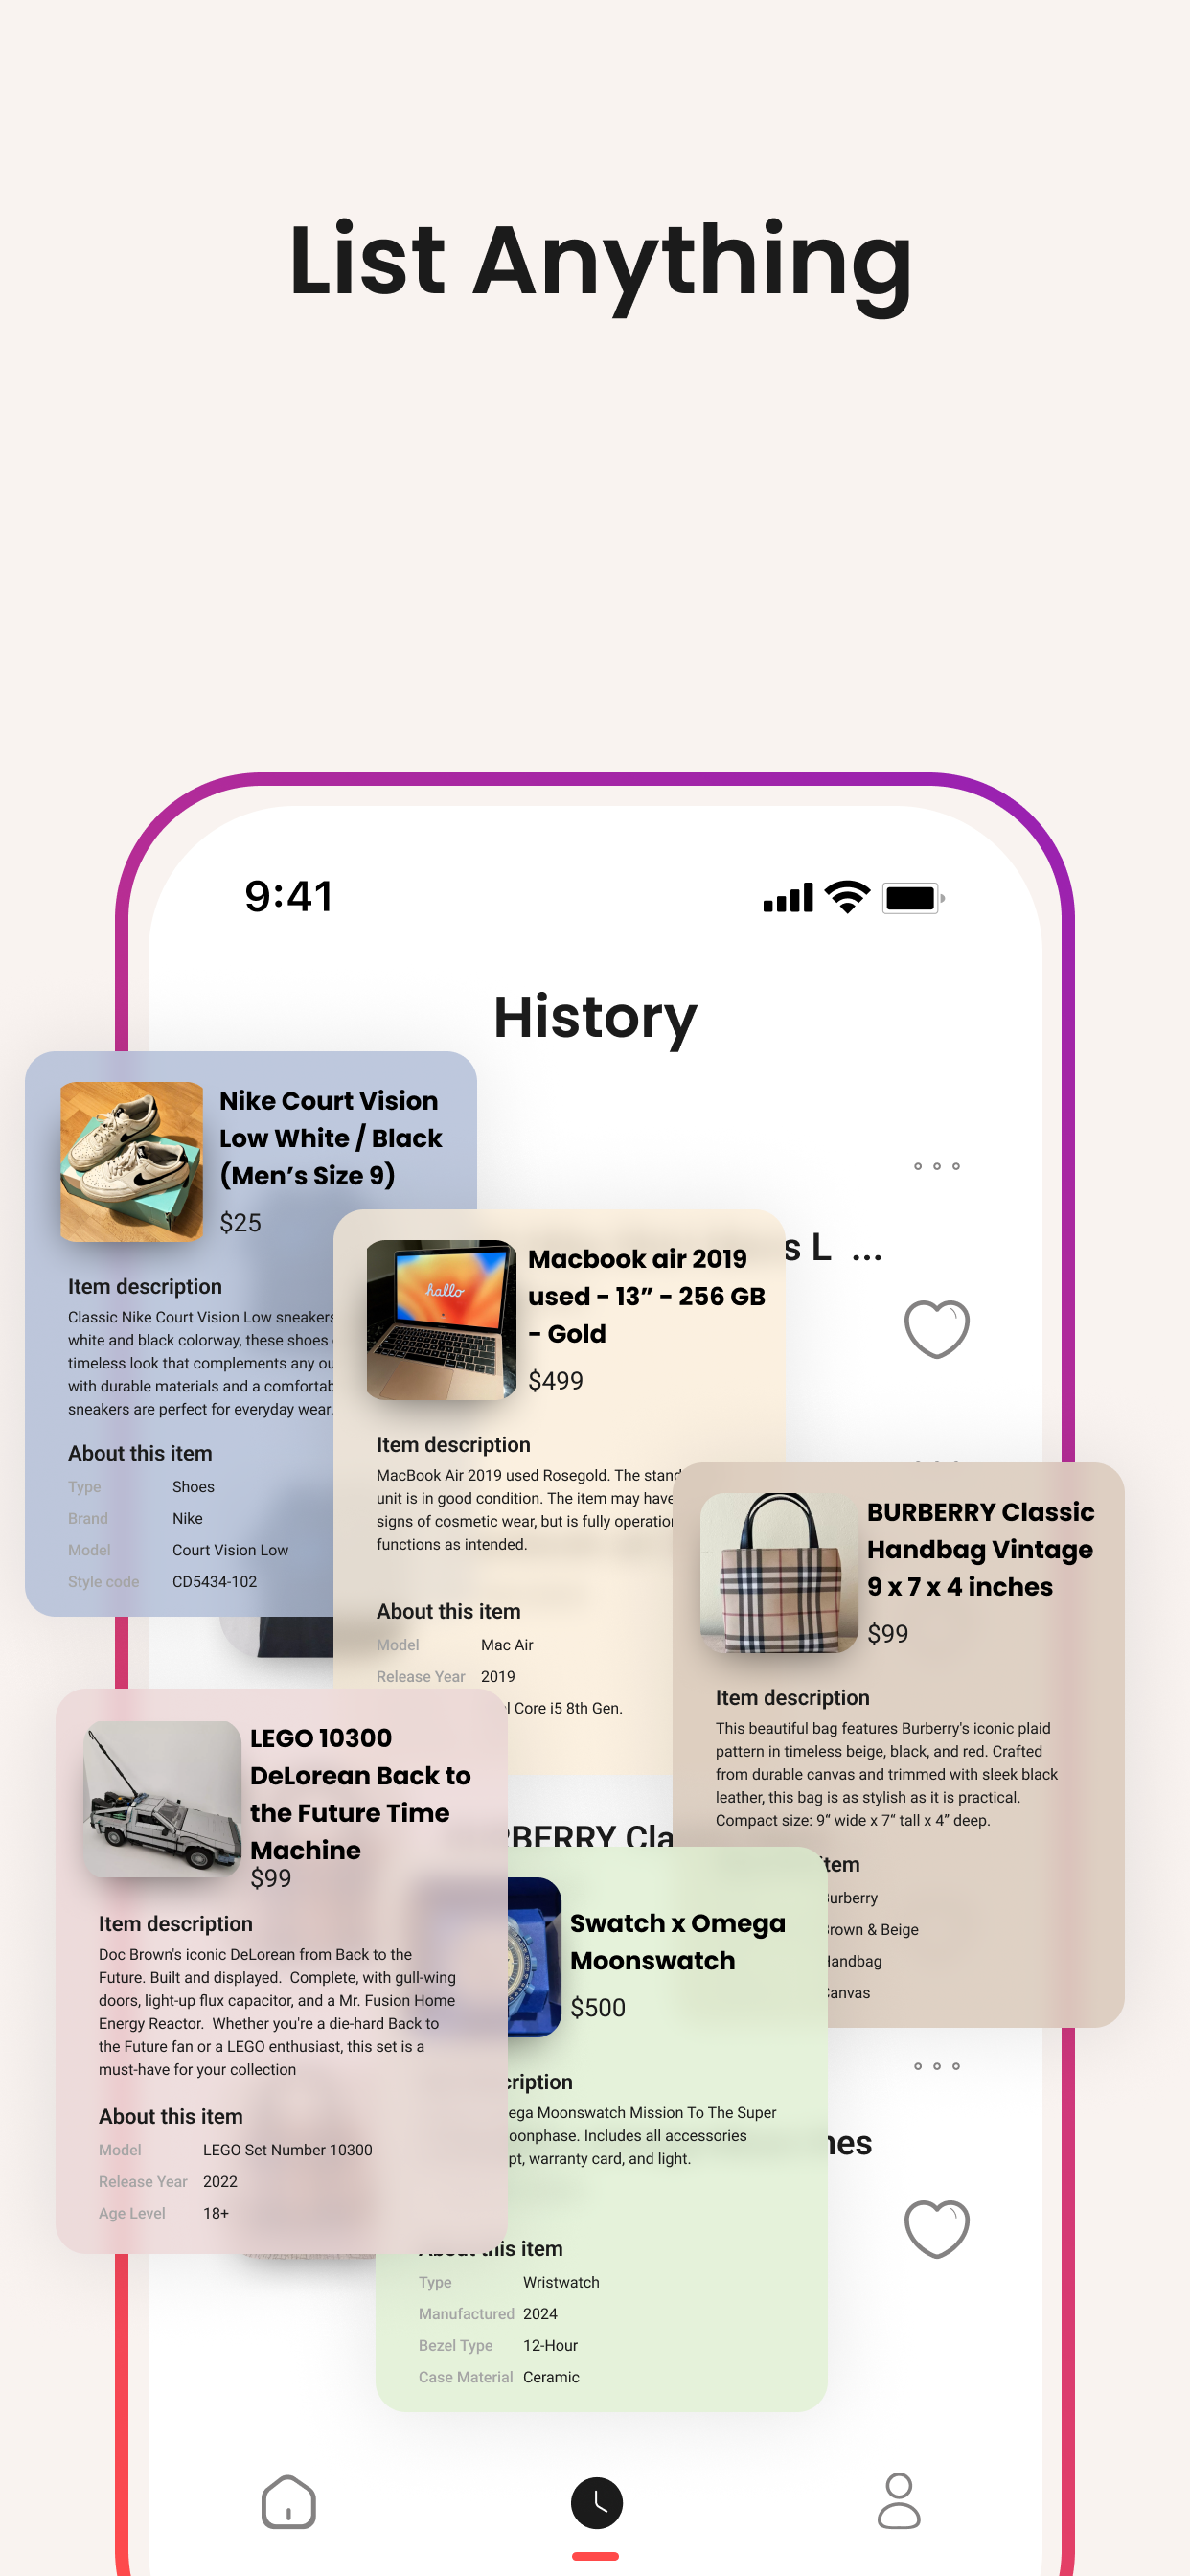 List Anything
9:41
History
Nike Court Vision
Low White / Black
(Men’s Size 9)
$25
Item description
Classic Nike Court Vision Low sneakers
white and black colorway, these shoes
timeless look that complements any
with durable materials and a
sneakers are perfect for everyday wear.
About this item
Type Shoes
Brand Nike
Model Court Vision Low
Style code CD5434-102
s L ...
hallo
Macbook air 2019
used - 13” - 256 GB
- Gold
$499
Item description
MacBook Air 2019 used Rosegold. The
unit is in good condition. The item may have
signs of cosmetic wear, but is fully
functions as intended.
About this item
Model Mac Air
Release Year 2019
Core i5 8th Gen.
BURBERRY Classic
Handbag Vintage
9 x 7 x 4 inches
$99
Item description
This beautiful bag features Burberry's iconic plaid
pattern in timeless beige, black, and red. Crafted
from durable canvas and trimmed with sleek black
leather, this bag is as stylish as it is practical.
Compact size: 9“ wide x 7“ tall x 4” deep.
item
Burberry
Brown & Beige
Handbag
Canvas
LEGO 10300
DeLorean Back to
the Future Time
Machine
$99
Item description
Doc Brown's iconic DeLorean from Back to the
Future. Built and displayed.  Complete, with gull-wing
doors, light-up flux capacitor, and a Mr. Fusion Home
Energy Reactor.  Whether you're a die-hard Back to
the Future fan or a LEGO enthusiast, this set is a
must-have for your collection
About this item
Model LEGO Set Number 10300
Release Year 2022
Age Level 18+
Swatch x Omega
Moonswatch
$500
cription
ega Moonswatch Mission To The Super
oonphase. Includes all accessories
pt, warranty card, and light.
About this item
Type Wristwatch
Manufactured 2024
Bezel Type 12-Hour
Case Material Ceramic